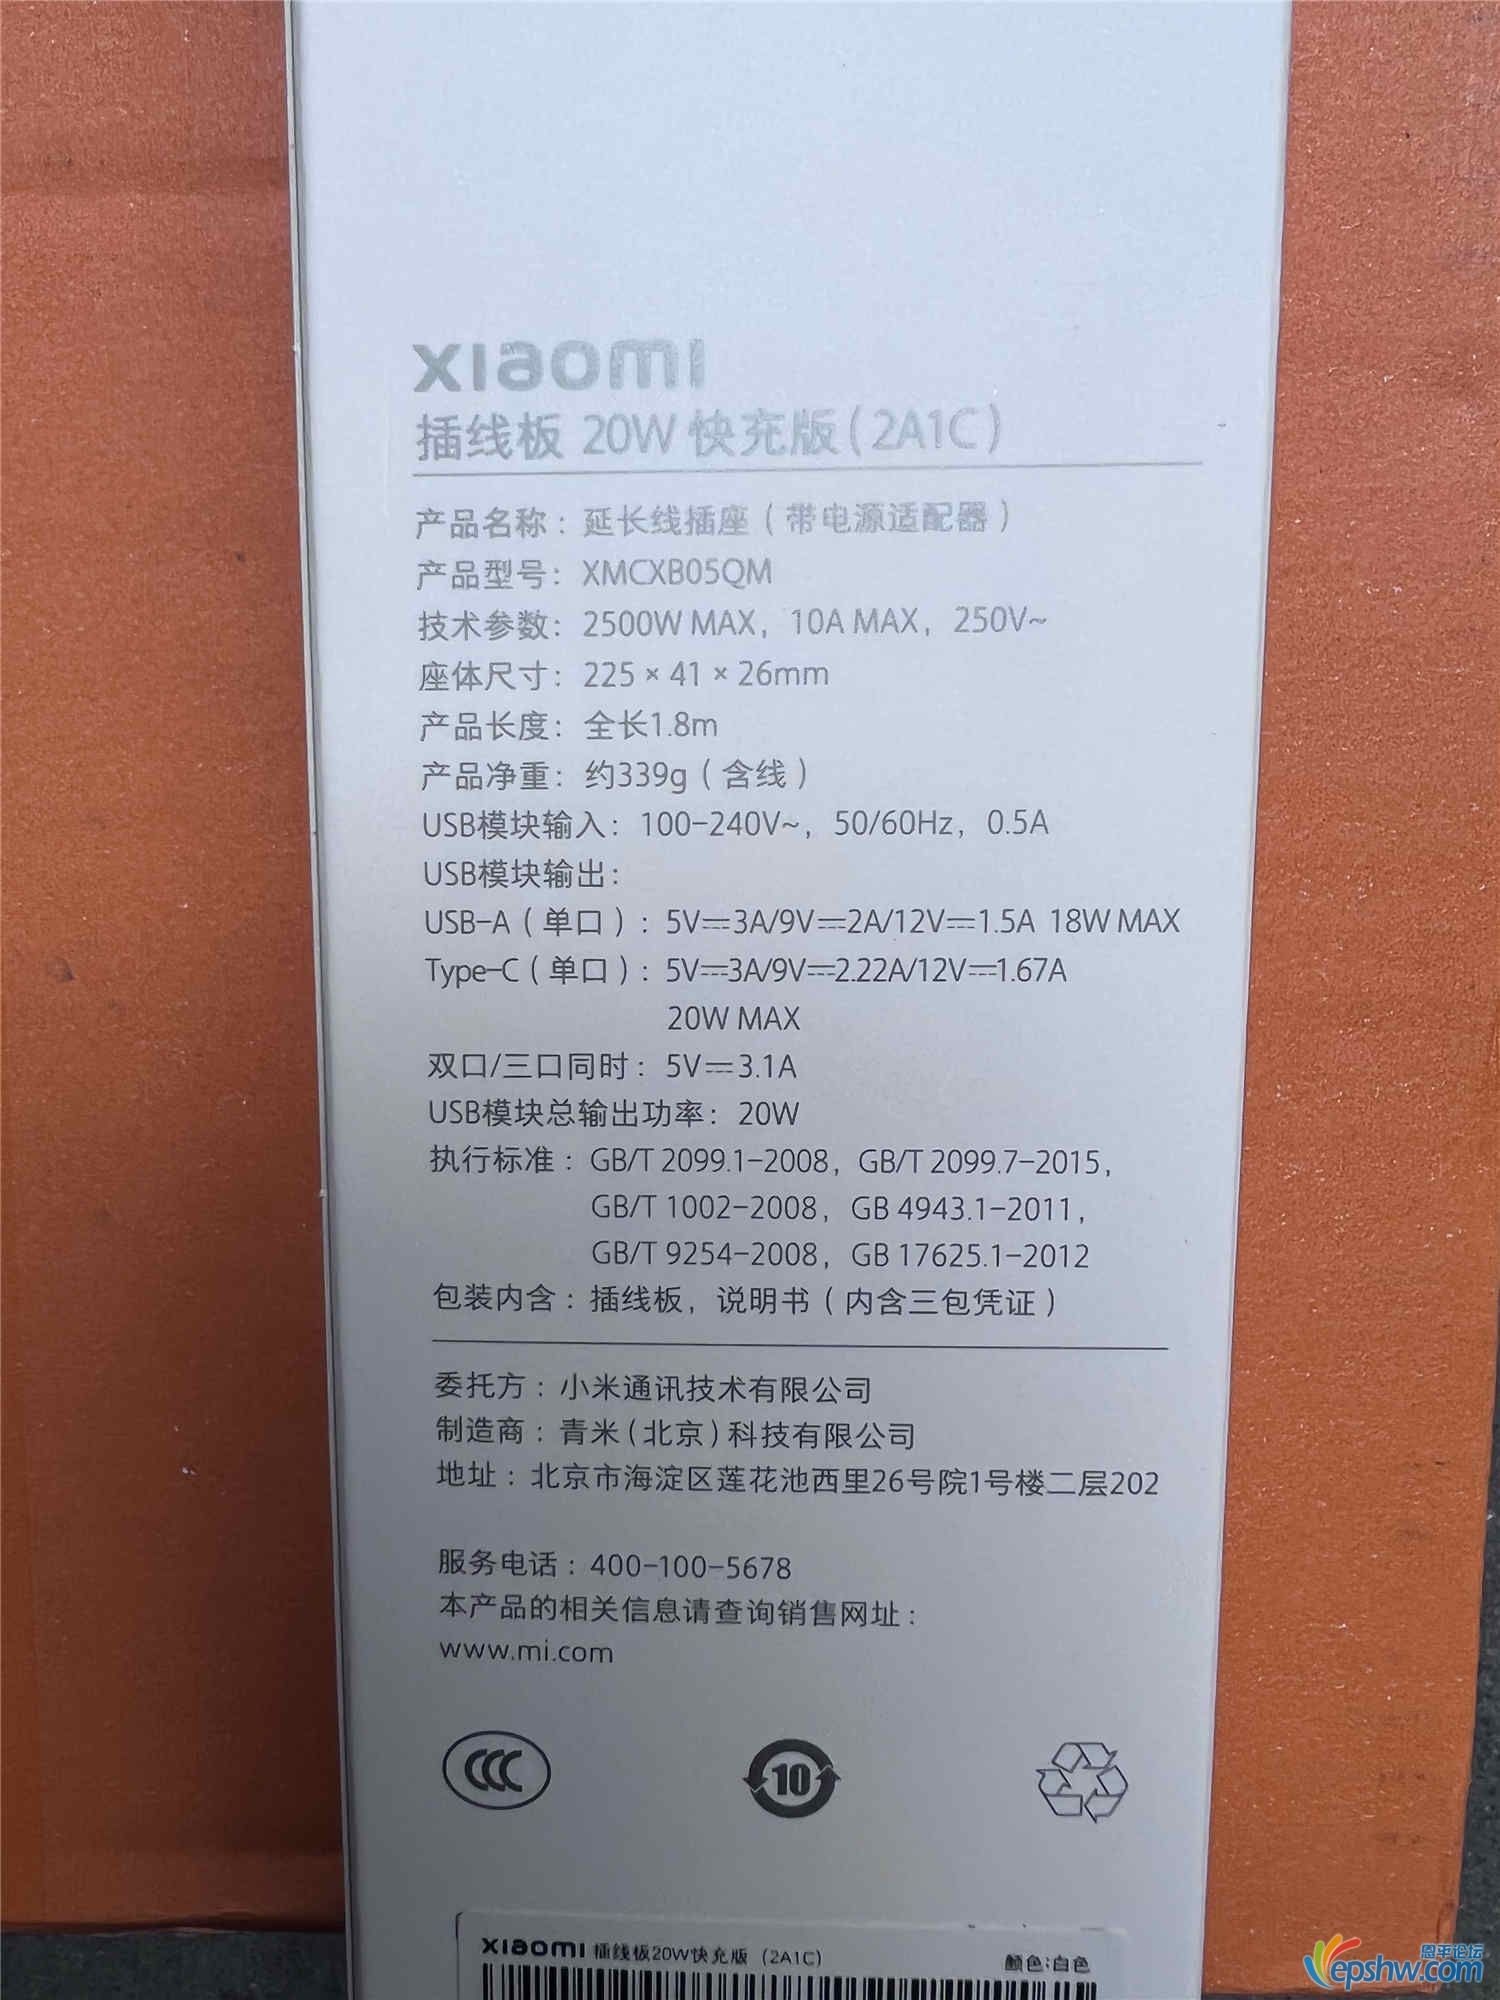 xiaomi
插线板 20W 快充版（2A1C）
产品名称：延长线插座（带电源适配器）
产品型号：XMCXB05QM
技术参数：2500W MAX，10A MAX，250V~
座体尺寸：225 × 41 × 26mm
产品长度：全长1.8m
产品净重：约339g（含线）
USB模块输入：100-240V~，50/60Hz，0.5A
USB模块输出：
USB-A（单口）：5V⎓3A/9V⎓2A/12V⎓1.5A 18W MAX
Type-C（单口）：5V⎓3A/9V⎓2.22A/12V⎓1.67A
20W MAX
双口/三口同时：5V⎓3.1A
USB模块总输出功率：20W
执行标准：GB/T 2099.1-2008，GB/T 2099.7-2015，
GB/T 1002-2008，GB 4943.1-2011，
GB/T 9254-2008，GB 17625.1-2012
包装内含：插线板，说明书（内含三包凭证）
委托方：小米通讯技术有限公司
制造商：青米（北京）科技有限公司
地址：北京市海淀区莲花池西里26号院1号楼二层202
服务电话：400-100-5678
本产品的相关信息请查询销售网址：
www.mi.com
CCC
10
xiaomi 插线板20W快充版（2A1C）
颜色:白色
恩平论坛
epshw.com